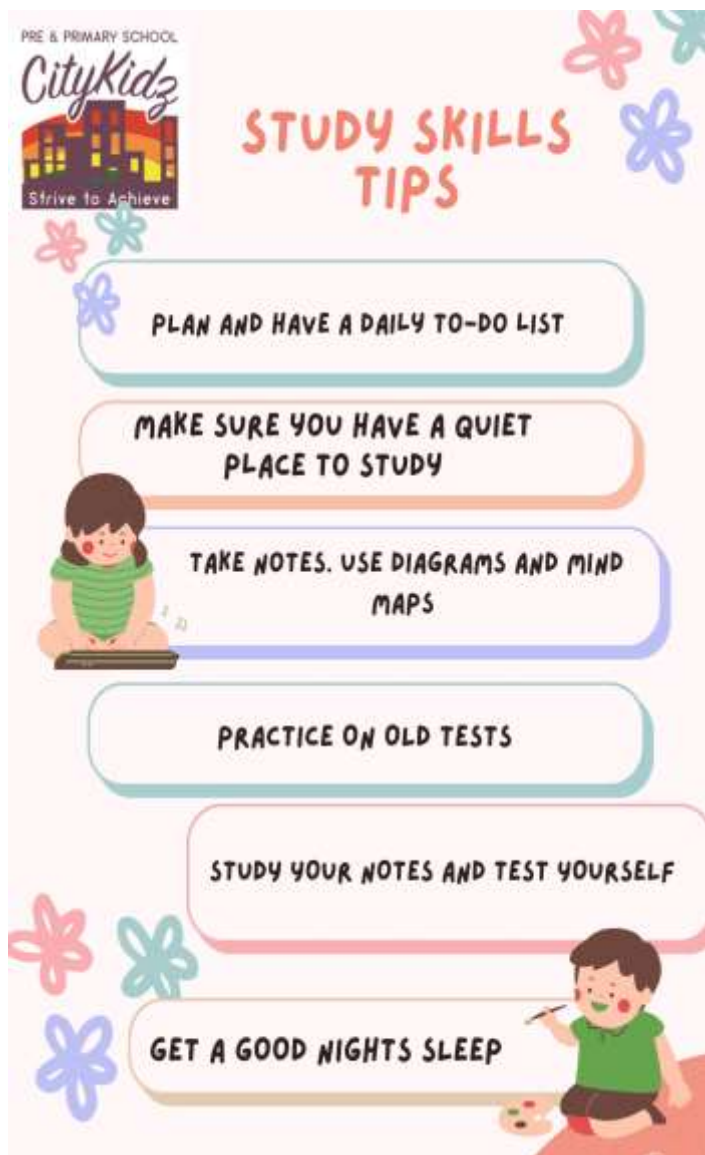 PRE & PRIMARY SCHOOL
CityKidz
Strive to Achieve
STUDY SKILLS
TIPS
PLAN AND HAVE A DAILY TO-DO LIST
MAKE SURE YOU HAVE A QUIET
PLACE TO STUDY
TAKE NOTES. USE DIAGRAMS AND MIND
MAPS
PRACTICE ON OLD TESTS
STUDY YOUR NOTES AND TEST YOURSELF
GET A GOOD NIGHTS SLEEP